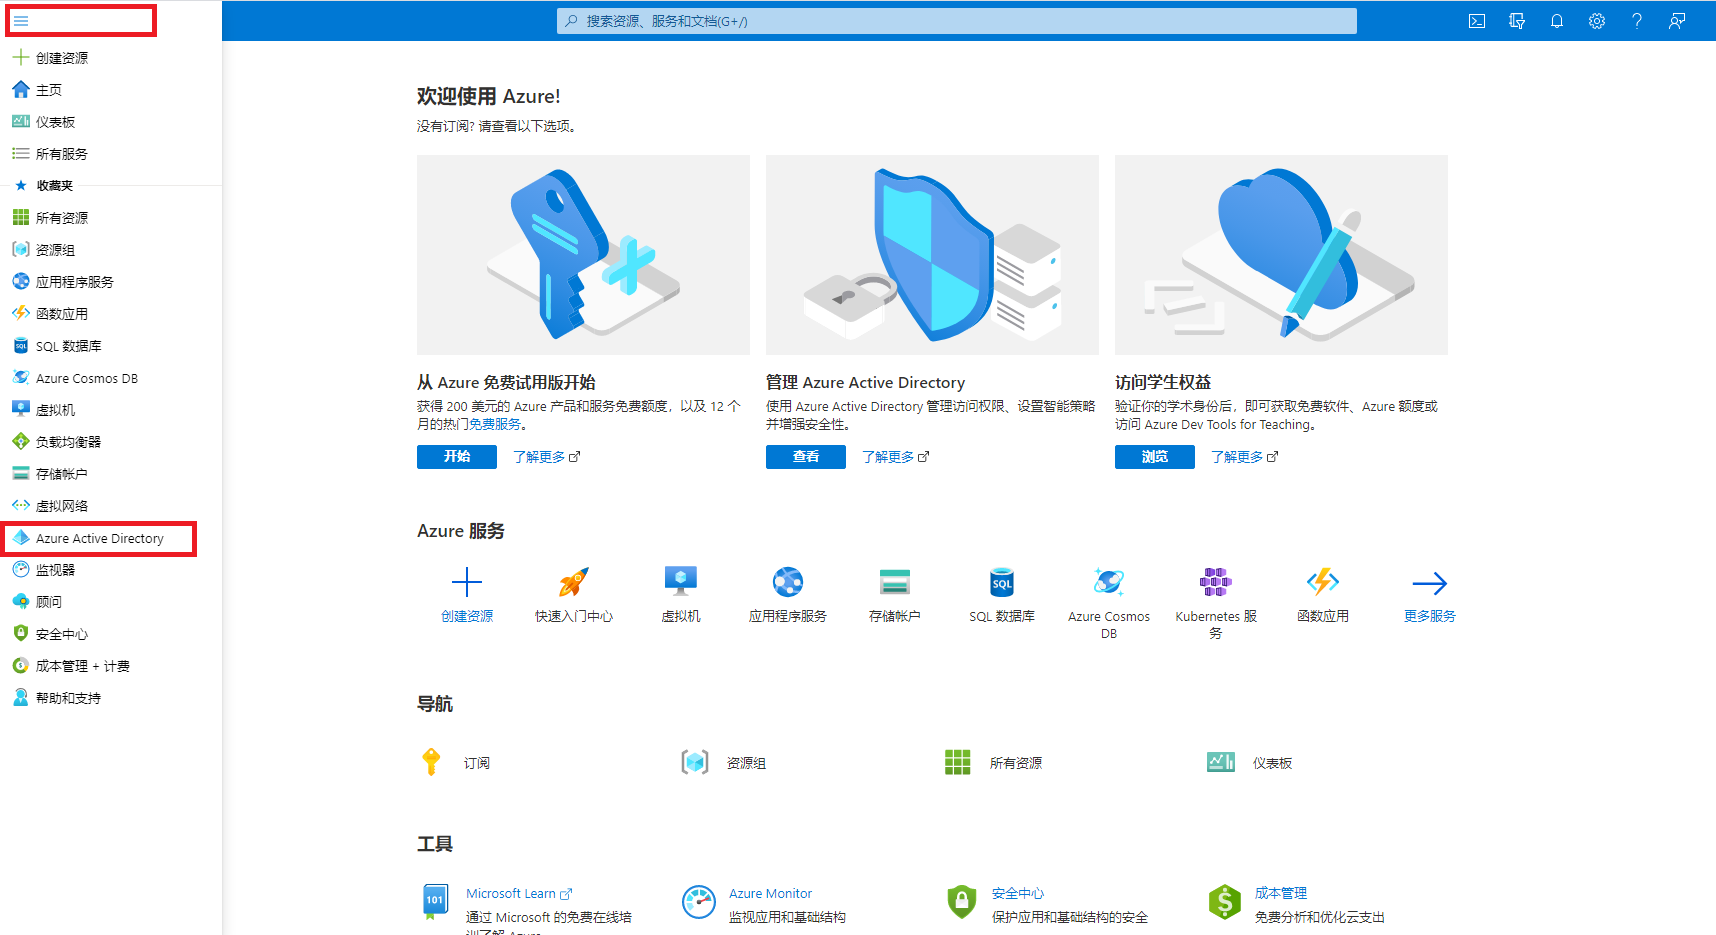 搜索资源、服务和文档(G+/)
创建资源
主页
仪表板
所有服务
收藏夹
所有资源
资源组
应用程序服务
函数应用
SQL 数据库
Azure Cosmos DB
虚拟机
负载均衡器
存储帐户
虚拟网络
Azure Active Directory
监视器
顾问
安全中心
成本管理 + 计费
帮助和支持
欢迎使用 Azure!
没有订阅? 请查看以下选项。
从 Azure 免费试用版开始
获得 200 美元的 Azure 产品和服务免费额度，以及 12 个
月的热门免费服务。
开始 了解更多
管理 Azure Active Directory
使用 Azure Active Directory 管理访问权限、设置智能策略
并增强安全性。
查看 了解更多
访问学生权益
验证你的学术身份后，即可获取免费软件、Azure 额度或
访问 Azure Dev Tools for Teaching。
浏览 了解更多
Azure 服务
创建资源
快速入门中心
虚拟机
应用程序服务
存储帐户
SQL
SQL 数据库
Azure Cosmos
DB
Kubernetes 服
务
函数应用
更多服务
导航
订阅
资源组
所有资源
仪表板
工具
101
Microsoft Learn
通过 Microsoft 的免费在线培
训了解 Azure
Azure Monitor
监视应用和基础结构
安全中心
保护应用和基础结构的安全
成本管理
免费分析和优化云支出